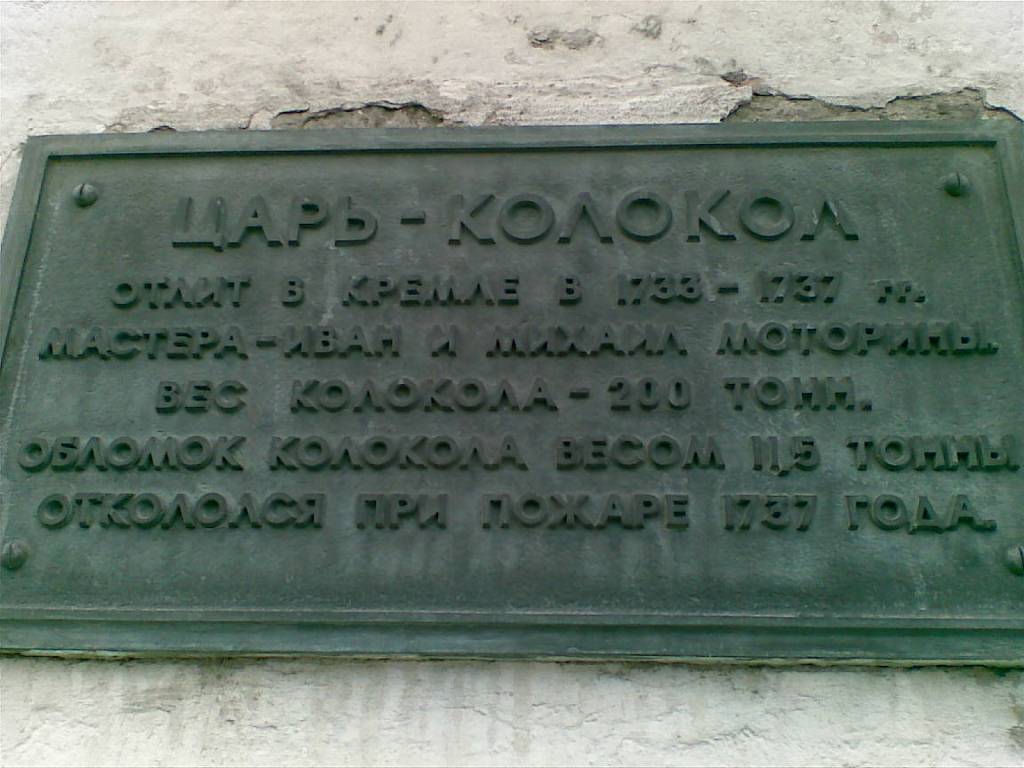 ЦАРЬ-КОЛОКОЛ
ОТЛИТ В КРЕМЛЕ В 1733-1737 гг.
МАСТЕРА-ИВАН И МИХАИЛ МОТОРИНЫ.
ВЕС КОЛОКОЛА-200 ТОНН.
ОБЛОМОК КОЛОКОЛА ВЕСОМ 11,5 ТОННЫ
ОТКОЛОЛСЯ ПРИ ПОЖАРЕ 1737 ГОДА.